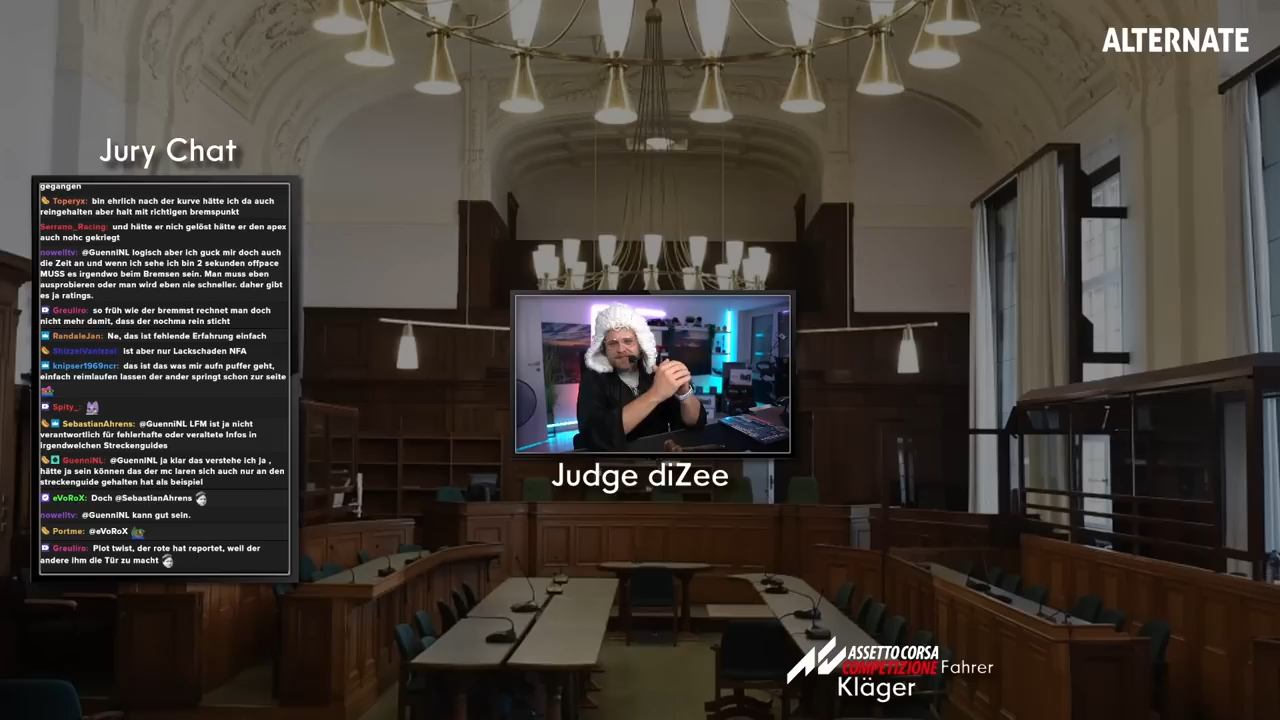 ALTERNATE
Jury Chat
gegangen
Toperyx: bin ehrlich nach der kurve hätte ich da auch
reingehalten aber halt mit richtigen bremspunkt
Serrano_Racing: und hätte er nich gelöst hätte er den apex
auch nohc gekriegt
nowelltv: @GuenniNL logisch aber ich guck mir doch auch
die Zeit an und wenn ich sehe ich bin 2 sekunden offpace
MUSS es irgendwo beim Bremsen sein. Man muss eben
ausprobieren oder man wird eben nie schneller. daher gibt
es ja ratings.
Greuliro: so früh wie der bremmst rechnet man doch
nicht mehr damit, dass der nochma rein sticht
RandaleJan: Ne, das ist fehlende Erfahrung einfach
ShizzelVanizzel: ist aber nur Lackschaden NFA
knipser1969ncr: das ist das was mir aufn puffer geht,
einfach reimlaufen lassen der ander springt schon zur seite
Spity_:
SebastianAhrens: @GuenniNL LFM ist ja nicht
verantwortlich für fehlerhafte oder veraltete Infos in
irgendwelchen Streckenguides
GuenniNL: @GuenniNL ja klar das verstehe ich ja ,
hätte ja sein können das der mc laren sich auch nur an den
streckenguide gehalten hat als beispiel
eVoRoX: Doch @SebastianAhrens
nowelltv: @GuenniNL kann gut sein.
Portme: @eVoRoX
Greuliro: Plot twist, der rote hat reportet, weil der
andere ihm die Tür zu macht
Judge diZee
ASSETTO CORSA
COMPETIZIONE Fahrer
Kläger